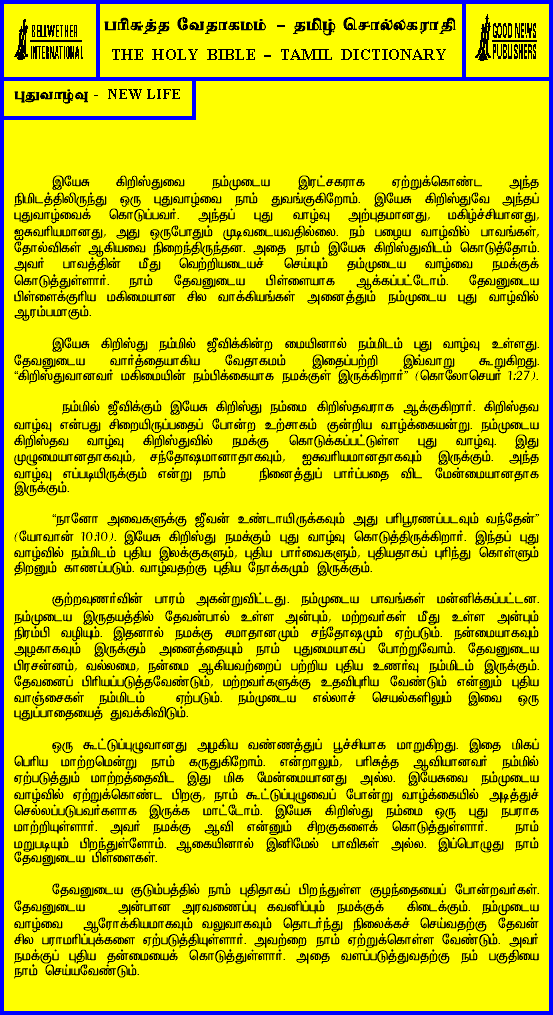 BELLWETHER
INTERNATIONAL
பரிசுத்த வேதாகமம் – தமிழ் சொல்லகராதி
THE HOLY BIBLE – TAMIL DICTIONARY
GOOD NEWS
PUBLISHERS
புதுவாழ்வு - NEW LIFE
இயேசு கிறிஸ்துவை நம்முடைய இரட்சகராக ஏற்றுக்கொண்ட அந்த
நிமிடத்திலிருந்து ஒரு புதுவாழ்வை நாம் துவங்குகிறோம். இயேசு கிறிஸ்துவே அந்தப்
புதுவாழ்வைக் கொடுப்பவர். அந்தப் புது வாழ்வு அற்புதமானது, மகிழ்ச்சியானது,
ஐசுவரியமானது, அது ஒருபோதும் முடிவடையவதில்லை. நம் பழைய வாழ்வில் பாவங்கள்,
தோல்விகள் ஆகியவை நிறைந்திருந்தன. அதை நாம் இயேசு கிறிஸ்துவிடம் கொடுத்தோம்.
அவர் பாவத்தின் மீது வெற்றியடையச் செய்யும் தம்முடைய வாழ்வை நமக்குக்
கொடுத்துள்ளார். நாம் தேவனுடைய பிள்ளையாக ஆக்கப்பட்டோம். தேவனுடைய
பிள்ளைக்குரிய மகிமையான சில வாக்கியங்கள் அனைத்தும் நம்முடைய புது வாழ்வில்
ஆரம்பமாகும்.
இயேசு கிறிஸ்து நம்மில் ஜீவிக்கின்ற மையினால் நம்மிடம் புது வாழ்வு உள்ளது.
தேவனுடைய வார்த்தையாகிய வேதாகமம் இதைப்பற்றி இவ்வாறு கூறுகிறது.
“கிறிஸ்துவானவர் மகிமையின் நம்பிக்கையாக நமக்குள் இருக்கிறார்” (கொலோசெயர் 1:27).
நம்மில் ஜீவிக்கும் இயேசு கிறிஸ்து நம்மை கிறிஸ்தவராக ஆக்குகிறார். கிறிஸ்தவ
வாழ்வு என்பது சிறையிருப்பதைப் போன்ற உற்சாகம் குன்றிய வாழ்க்கையன்று. நம்முடைய
கிறிஸ்தவ வாழ்வு கிறிஸ்துவில் நமக்கு கொடுக்கப்பட்டுள்ள புது வாழ்வு. இது
முழுமையானதாகவும், சந்தோஷமானாதாகவும், ஐசுவரியமானதாகவும் இருக்கும். அந்த
வாழ்வு எப்படியிருக்கும் என்று நாம் நினைத்துப் பார்ப்பதை விட மேன்மையானதாக
இருக்கும்.
“நானோ அவைகளுக்கு ஜீவன் உண்டாயிருக்கவும் அது பரிபூரணப்படவும் வந்தேன்”
(யோவான் 10:10). இயேசு கிறிஸ்து நமக்கும் புது வாழ்வு கொடுத்திருக்கிறார். இந்தப் புது
வாழ்வில் நம்மிடம் புதிய இலக்குகளும், புதிய பார்வைகளும், புதியதாகப் புரிந்து கொள்ளும்
திறனும் காணப்படும். வாழ்வதற்கு புதிய நோக்கமும் இருக்கும்.
குற்றவுணர்வின் பாரம் அகன்றுவிட்டது. நம்முடைய பாவங்கள் மன்னிக்கப்பட்டன.
நம்முடைய இருதயத்தில் தேவன்பால் உள்ள அன்பும், மற்றவர்கள் மீது உள்ள அன்பும்
நிரம்பி வழியும். இதனால் நமக்கு சமாதானமும் சந்தோஷமும் ஏற்படும். நன்மையாகவும்
அழகாகவும் இருக்கும் அனைத்தையும் நாம் புதுமையாகப் போற்றுவோம். தேவனுடைய
பிரசன்னம், வல்லமை, நன்மை ஆகியவற்றைப் பற்றிய புதிய உணர்வு நம்மிடம் இருக்கும்.
தேவனைப் பிரியப்படுத்தவேண்டும், மற்றவர்களுக்கு உதவிபுரிய வேண்டும் என்னும் புதிய
வாஞ்சைகள் நம்மிடம் ஏற்படும். நம்முடைய எல்லாச் செயல்களிலும் இவை ஒரு
புதுப்பாதையைத் துவக்கிவிடும்.
ஒரு கூட்டுப்புழுவானது அழகிய வண்ணத்துப் பூச்சியாக மாறுகிறது. இதை மிகப்
பெரிய மாற்றமென்று நாம் கருதுகிறோம். என்றாலும், பரிசுத்த ஆவியானவர் நம்மில்
ஏற்படுத்தும் மாற்றத்தைவிட இது மிக மேன்மையானது அல்ல. இயேசுவை நம்முடைய
வாழ்வில் ஏற்றுக்கொண்ட பிறகு, நாம் கூட்டுப்புழுவைப் போன்று வாழ்க்கையில் அடித்துச்
செல்லப்படுபவர்களாக இருக்க மாட்டோம். இயேசு கிறிஸ்து நம்மை ஒரு புது நபராக
மாற்றியுள்ளார். அவர் நமக்கு ஆவி என்னும் சிறகுகளைக் கொடுத்துள்ளார். நாம்
மறுபடியும் பிறந்துள்ளோம். ஆகையினால் இனிமேல் பாவிகள் அல்ல. இப்பொழுது நாம்
தேவனுடைய பிள்ளைகள்.
தேவனுடைய குடும்பத்தில் நாம் புதிதாகப் பிறந்துள்ள குழந்தையைப் போன்றவர்கள்.
தேவனுடைய அன்பான அரவணைப்பு கவனிப்பும் நமக்குக் கிடைக்கும். நம்முடைய
வாழ்வை ஆரோக்கியமாகவும் வலுவாகவும் தொடர்ந்து நிலைக்கச் செய்வதற்கு தேவன்
சில பராமரிப்புக்களை ஏற்படுத்தியுள்ளார். அவற்றை நாம் ஏற்றுக்கொள்ள வேண்டும். அவர்
நமக்குப் புதிய தன்மையைக் கொடுத்துள்ளார். அதை வளப்படுத்துவதற்கு நம் பகுதியை
நாம் செய்யவேண்டும்.